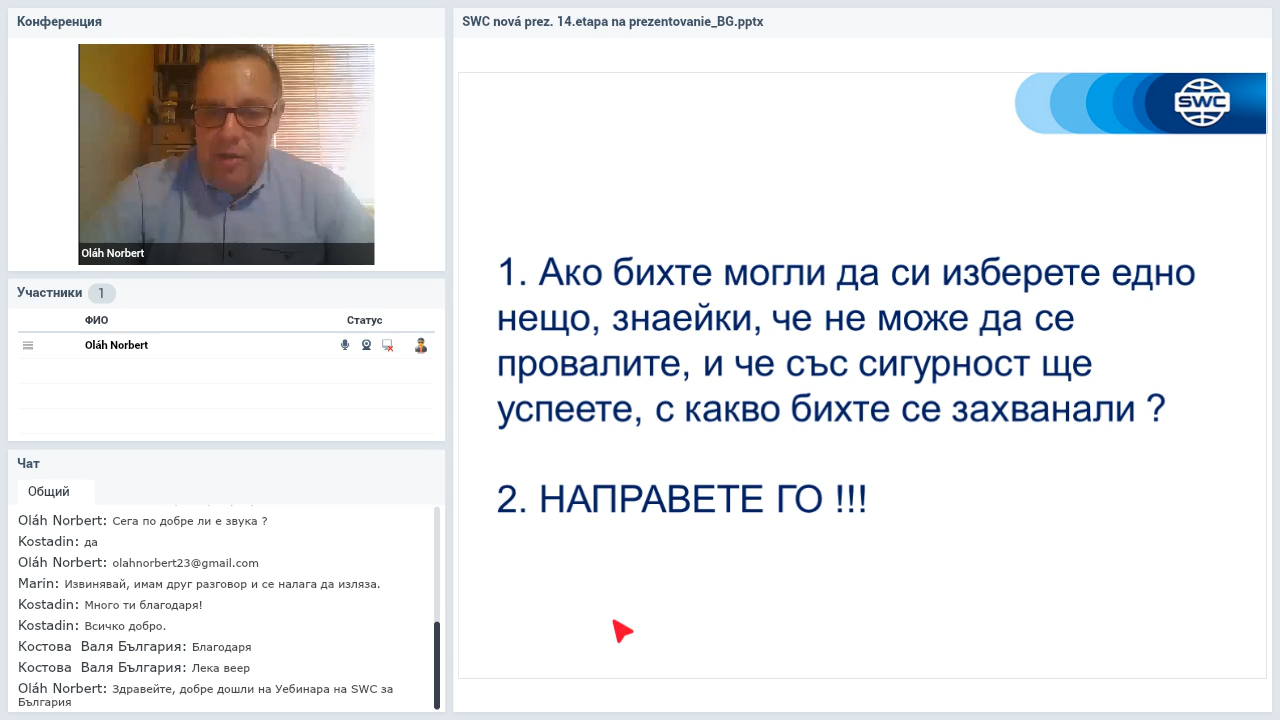 Конференция
Oláh Norbert
Участники 1
ФИО Статус
Oláh Norbert
Чат
Общий
Oláh Norbert: Сега по добре ли е звука ?
Kostadin: да
Oláh Norbert: olahnorbert23@gmail.com
Marin: Извинявай, имам друг разговор и се налага да изляза.
Kostadin: Много ти благодаря!
Kostadin: Всичко добро.
Костова Валя България: Благодаря
Костова Валя България: Лека веер
Oláh Norbert: Здравейте, добре дошли на Уебинара на SWC за
България
SWC nová prez. 14.etapa na prezentovanie_BG.pptx
SWC
1. Ако бихте могли да си изберете едно
нещо, знаейки, че не може да се
провалите, и че със сигурност ще
успеете, с какво бихте се захванали ?
2. НАПРАВЕТЕ ГО !!!